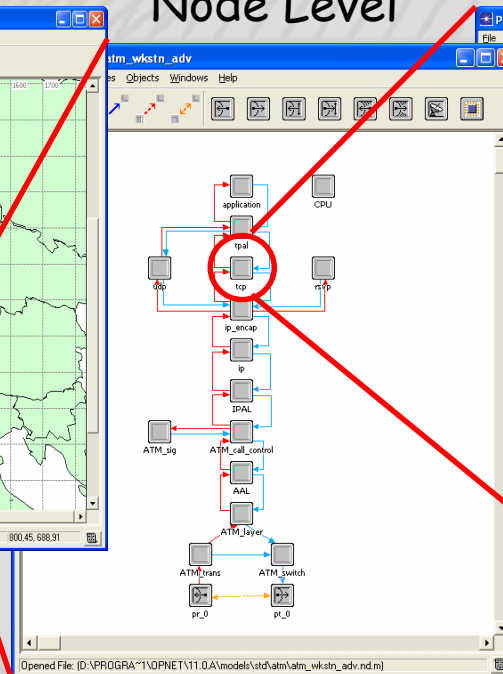 Node Level
p
File
atm_wkstn_adv
es Objects Windows Help
1600 1700
application
CPU
tpal
udp
tcp
rsvp
ip_encap
ip
IPAL
ATM_sig
ATM_call_control
AAL
ATM_layer
ATM_trans
ATM_switch
pr_0
pt_0
800,45, 688,91
Opened File: (D:\PROGRA~1\OPNET\11.0.A\models\std\atm\atm_wkstn_adv.nd.m)